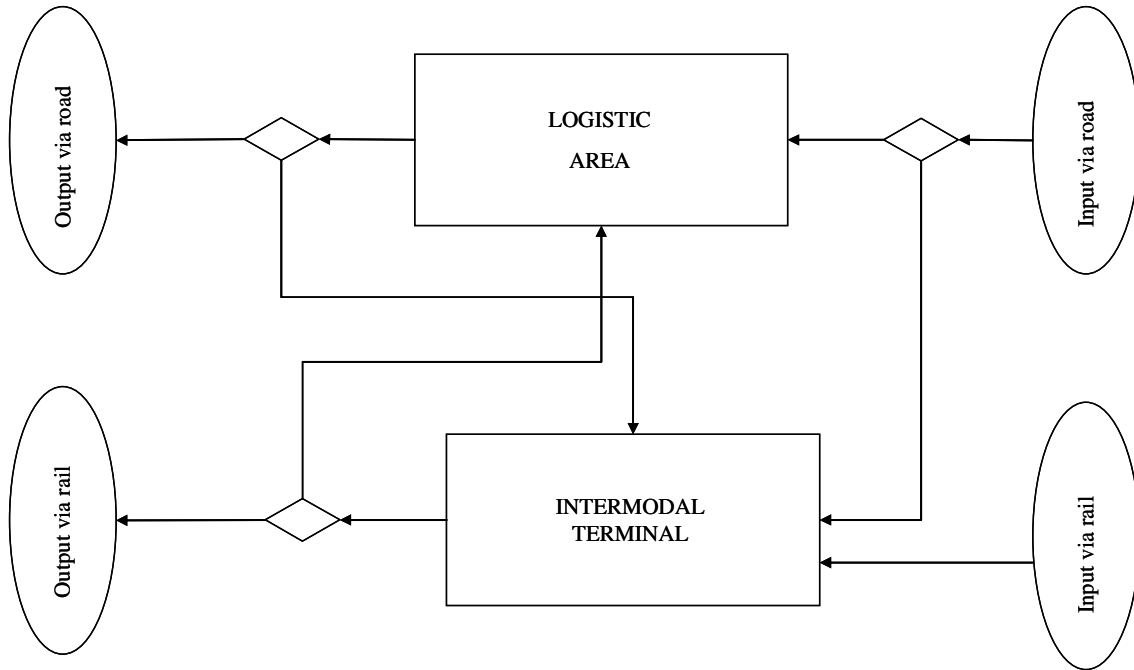 Output via road
LOGISTIC
AREA
Input via road
Output via rail
INTERMODAL
TERMINAL
Input via rail